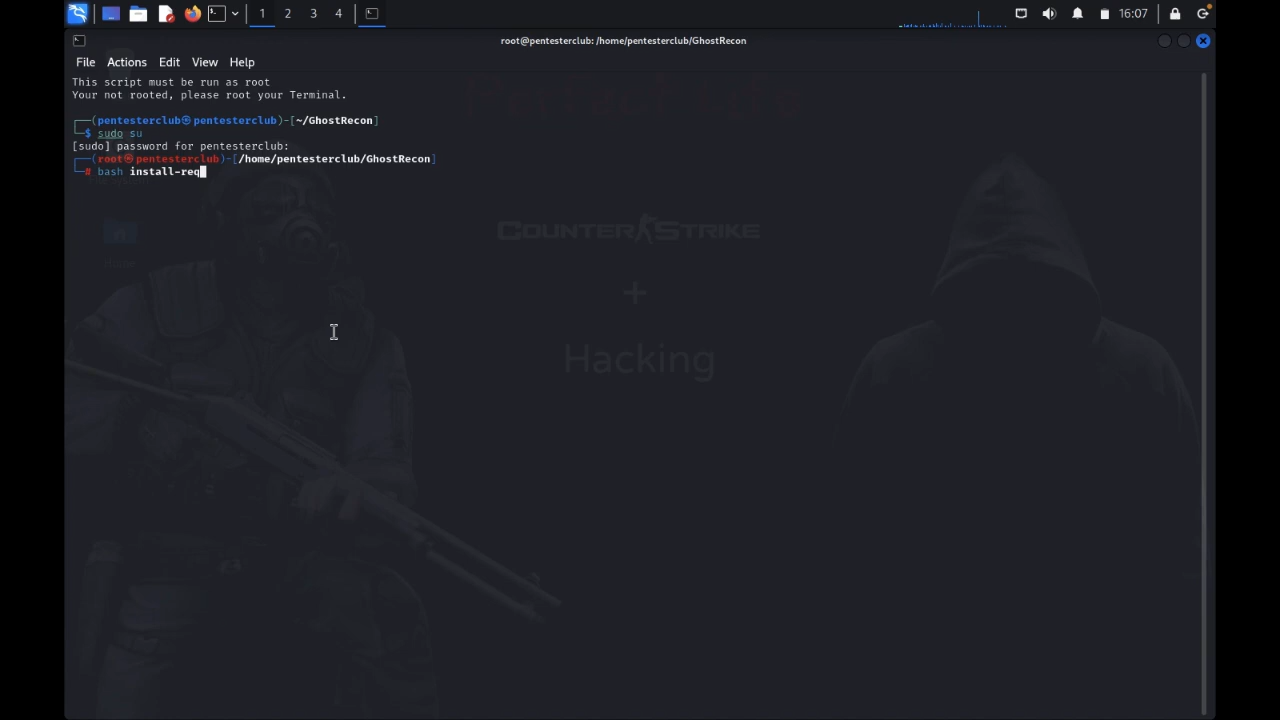 1 2 3 4 16:07
root@pentesterclub: /home/pentesterclub/GhostRecon
File Actions Edit View Help
This script must be run as root
Your not rooted, please root your Terminal.
┌──(pentesterclub㉿pentesterclub)-[~/GhostRecon]
└─$ sudo su
[sudo] password for pentesterclub:
┌──(root㉿pentesterclub)-[/home/pentesterclub/GhostRecon]
└─# bash install-req
COUNTER STRIKE
+
Hacking
Home